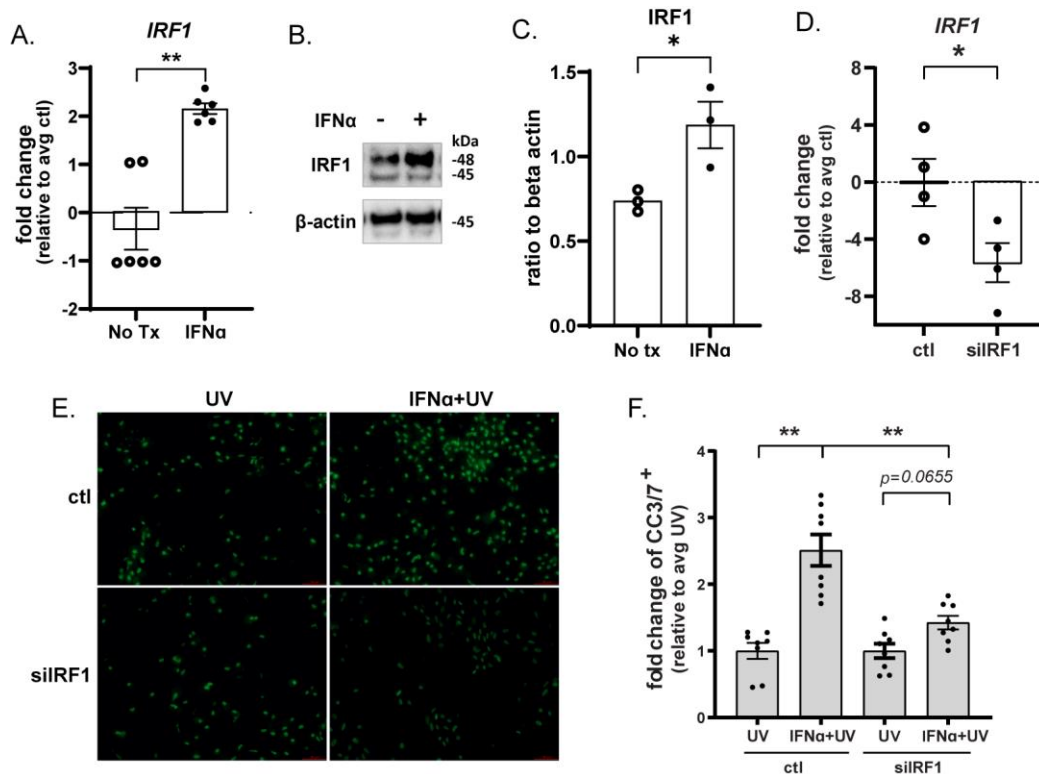 A.
IRF1
**
fold change
(relative to avg ctl)
3
2
1
0
-1
-2
No Tx
IFNα
B.
IFNα - +
kDa
IRF1
-48
-45
β-actin
-45
C.
IRF1
*
ratio to beta actin
1.5
1.0
0.5
0.0
No tx
IFNα
D.
IRF1
*
fold change
(relative to avg ctl)
8
4
0
-4
-8
ctl
siIRF1
E.
UV
IFNα+UV
ctl
siIRF1
F.
** **
p=0.0655
fold change of CC3/7+
(relative to avg UV)
4
3
2
1
0
UV IFNα+UV UV IFNα+UV
ctl siIRF1